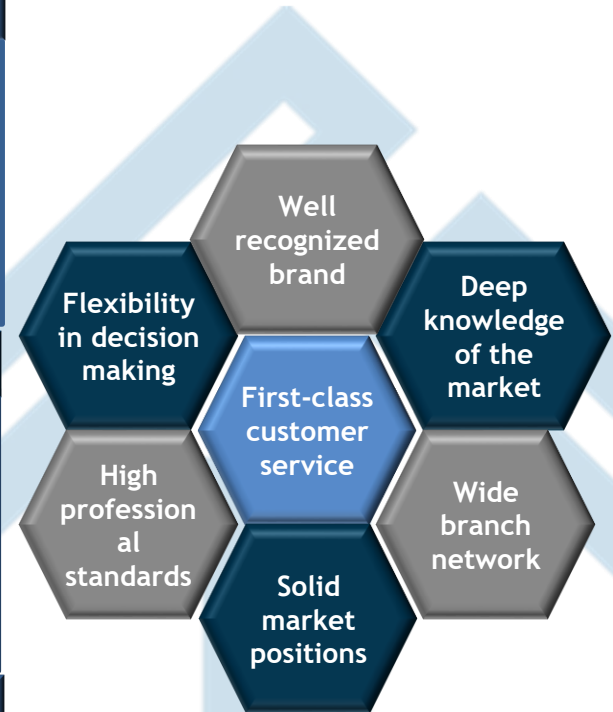 Well
recognized
brand
Flexibility
in decision
making
Deep
knowledge
of the
market
First-class
customer
service
High
profession
al
standards
Wide
branch
network
Solid
market
positions